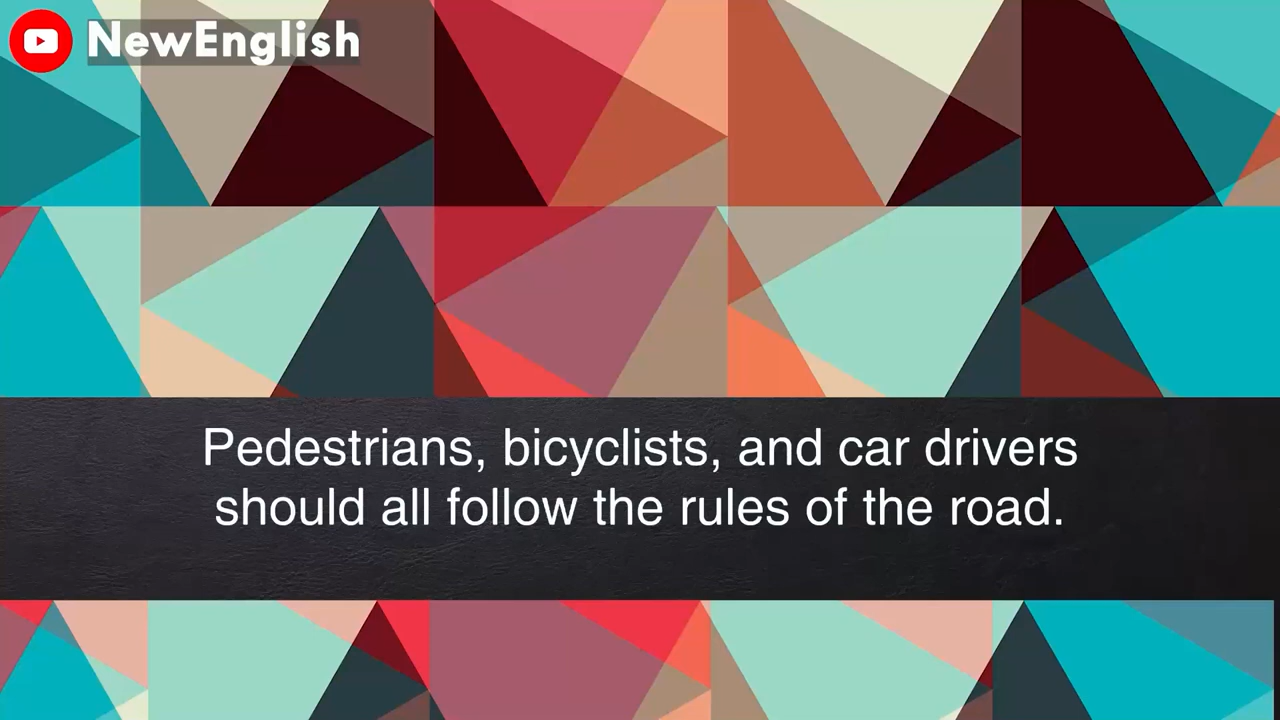 NewEnglish
Pedestrians, bicyclists, and car drivers
should all follow the rules of the road.